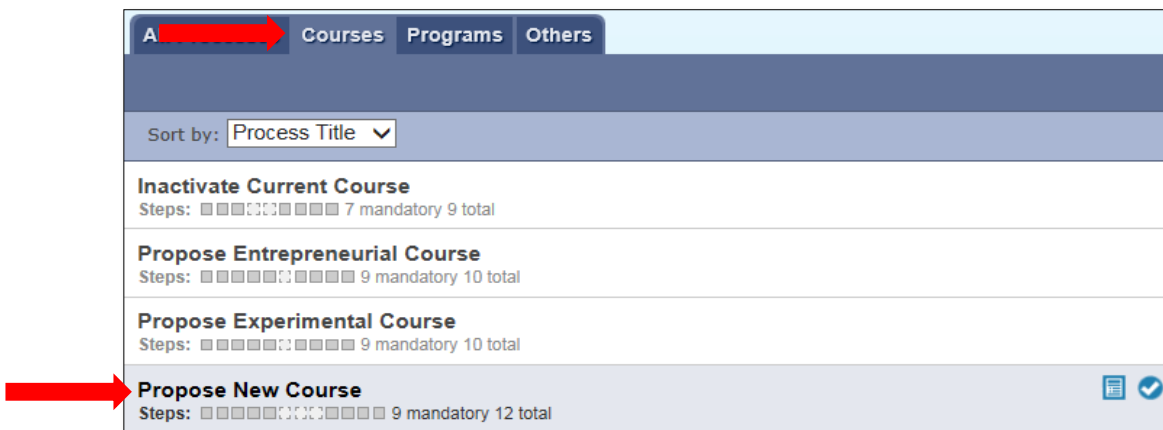 Courses Programs Others
Sort by: Process Title
Inactivate Current Course
Steps: 7 mandatory 9 total
Propose Entrepreneurial Course
Steps: 9 mandatory 10 total
Propose Experimental Course
Steps: 9 mandatory 10 total
Propose New Course
Steps: 9 mandatory 12 total